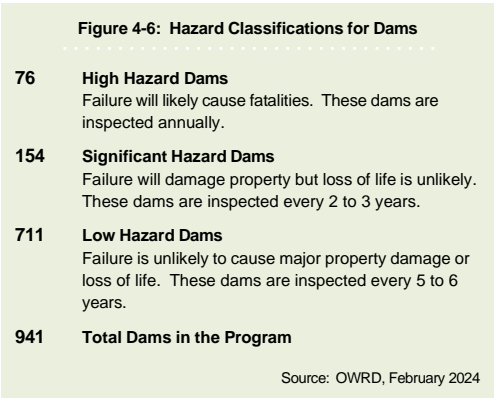 Figure 4-6: Hazard Classifications for Dams
76 High Hazard Dams
Failure will likely cause fatalities. These dams are
inspected annually.
154 Significant Hazard Dams
Failure will damage property but loss of life is unlikely.
These dams are inspected every 2 to 3 years.
711 Low Hazard Dams
Failure is unlikely to cause major property damage or
loss of life. These dams are inspected every 5 to 6
years.
941 Total Dams in the Program
Source: OWRD, February 2024